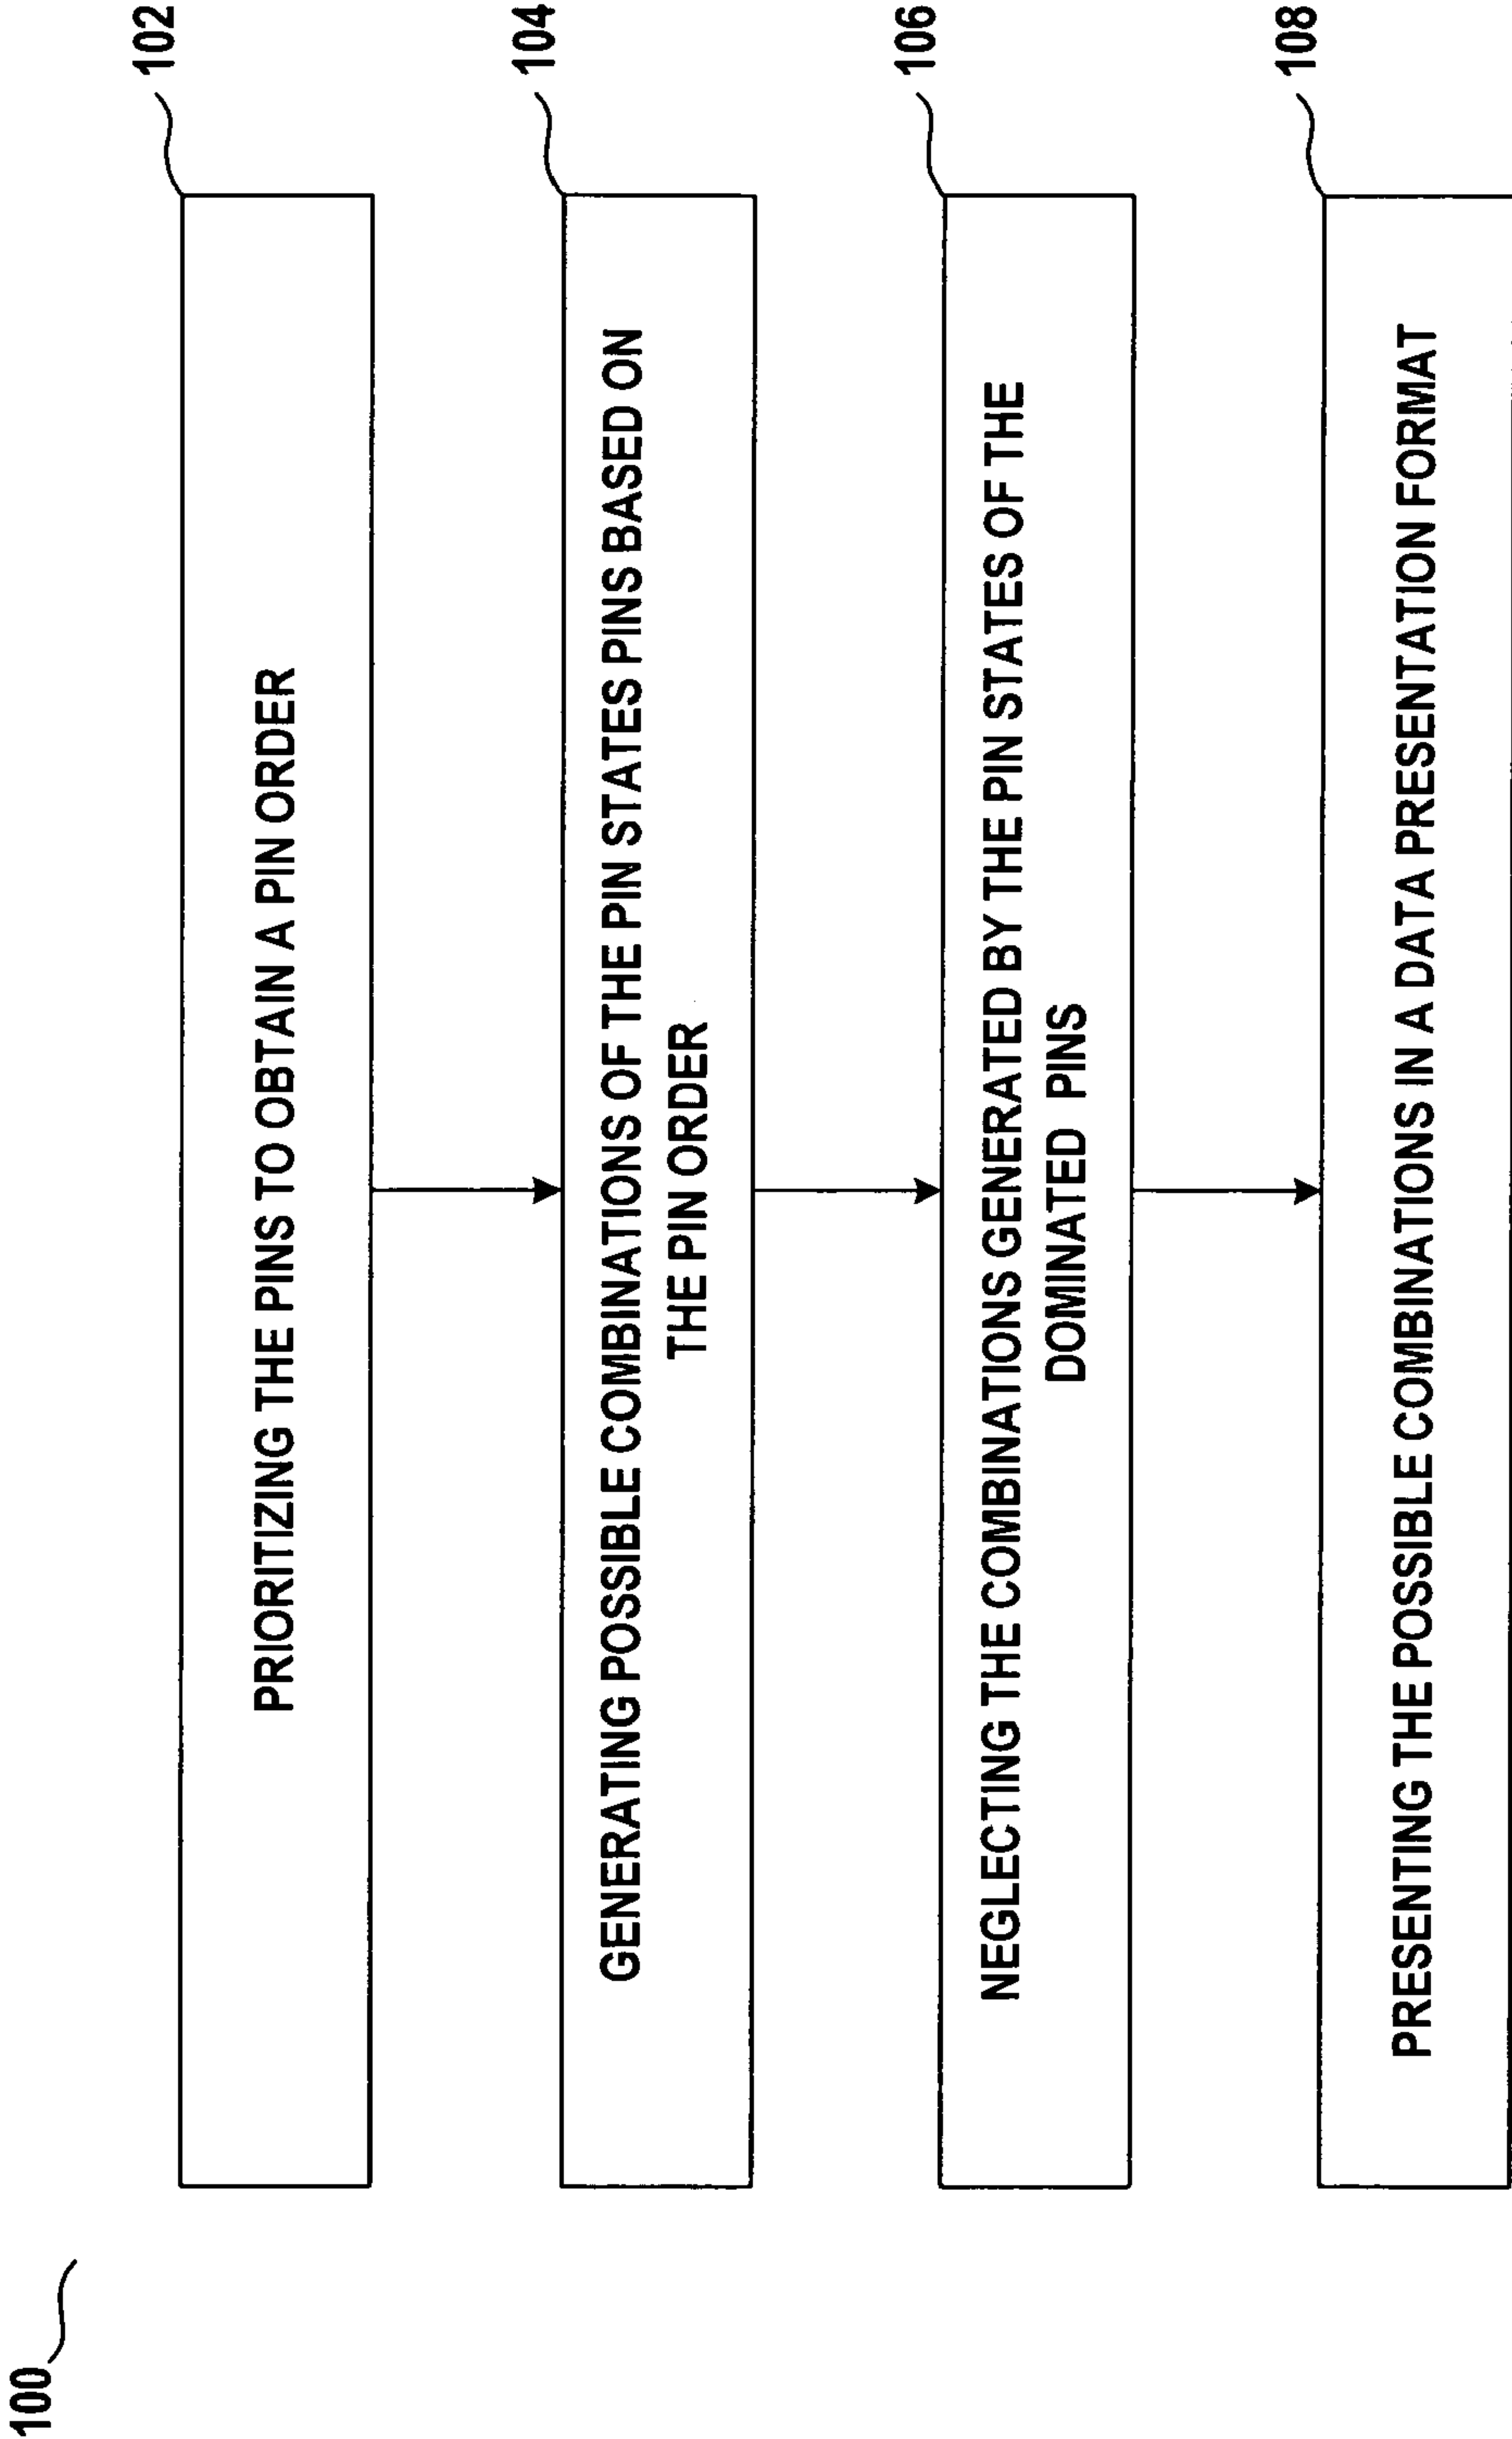 100
102
PRIORITIZING THE PINS TO OBTAIN A PIN ORDER
104
GENERATING POSSIBLE COMBINATIONS OF THE PIN STATES PINS BASED ON
THE PIN ORDER
106
NEGLECTING THE COMBINATIONS GENERATED BY THE PIN STATES OF THE
DOMINATED PINS
108
PRESENTING THE POSSIBLE COMBINATIONS IN A DATA PRESENTATION FORMAT